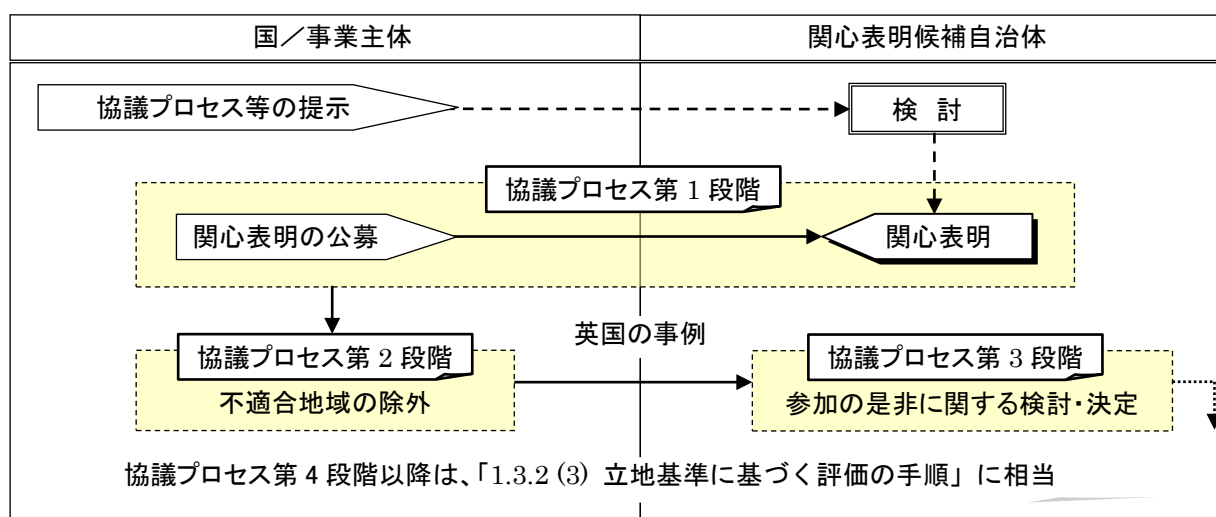 国／事業主体
関心表明候補自治体
協議プロセス等の提示
検 討
協議プロセス第 1 段階
関心表明の公募
関心表明
英国の事例
協議プロセス第 2 段階
不適合地域の除外
協議プロセス第 3 段階
参加の是非に関する検討・決定
協議プロセス第 4 段階以降は、「1.3.2 (3) 立地基準に基づく評価の手順」に相当